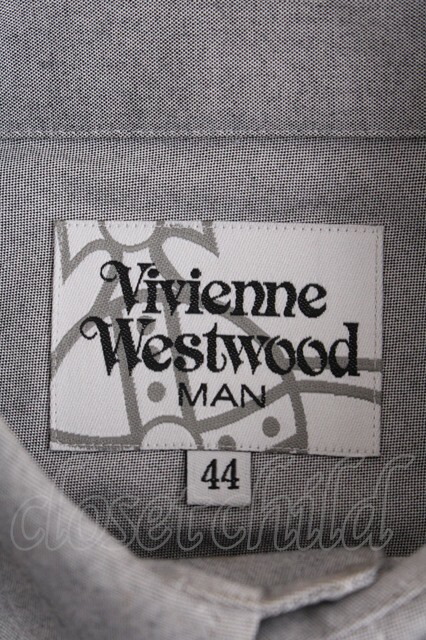 Vivienne
Westwood
MAN
44
closet child